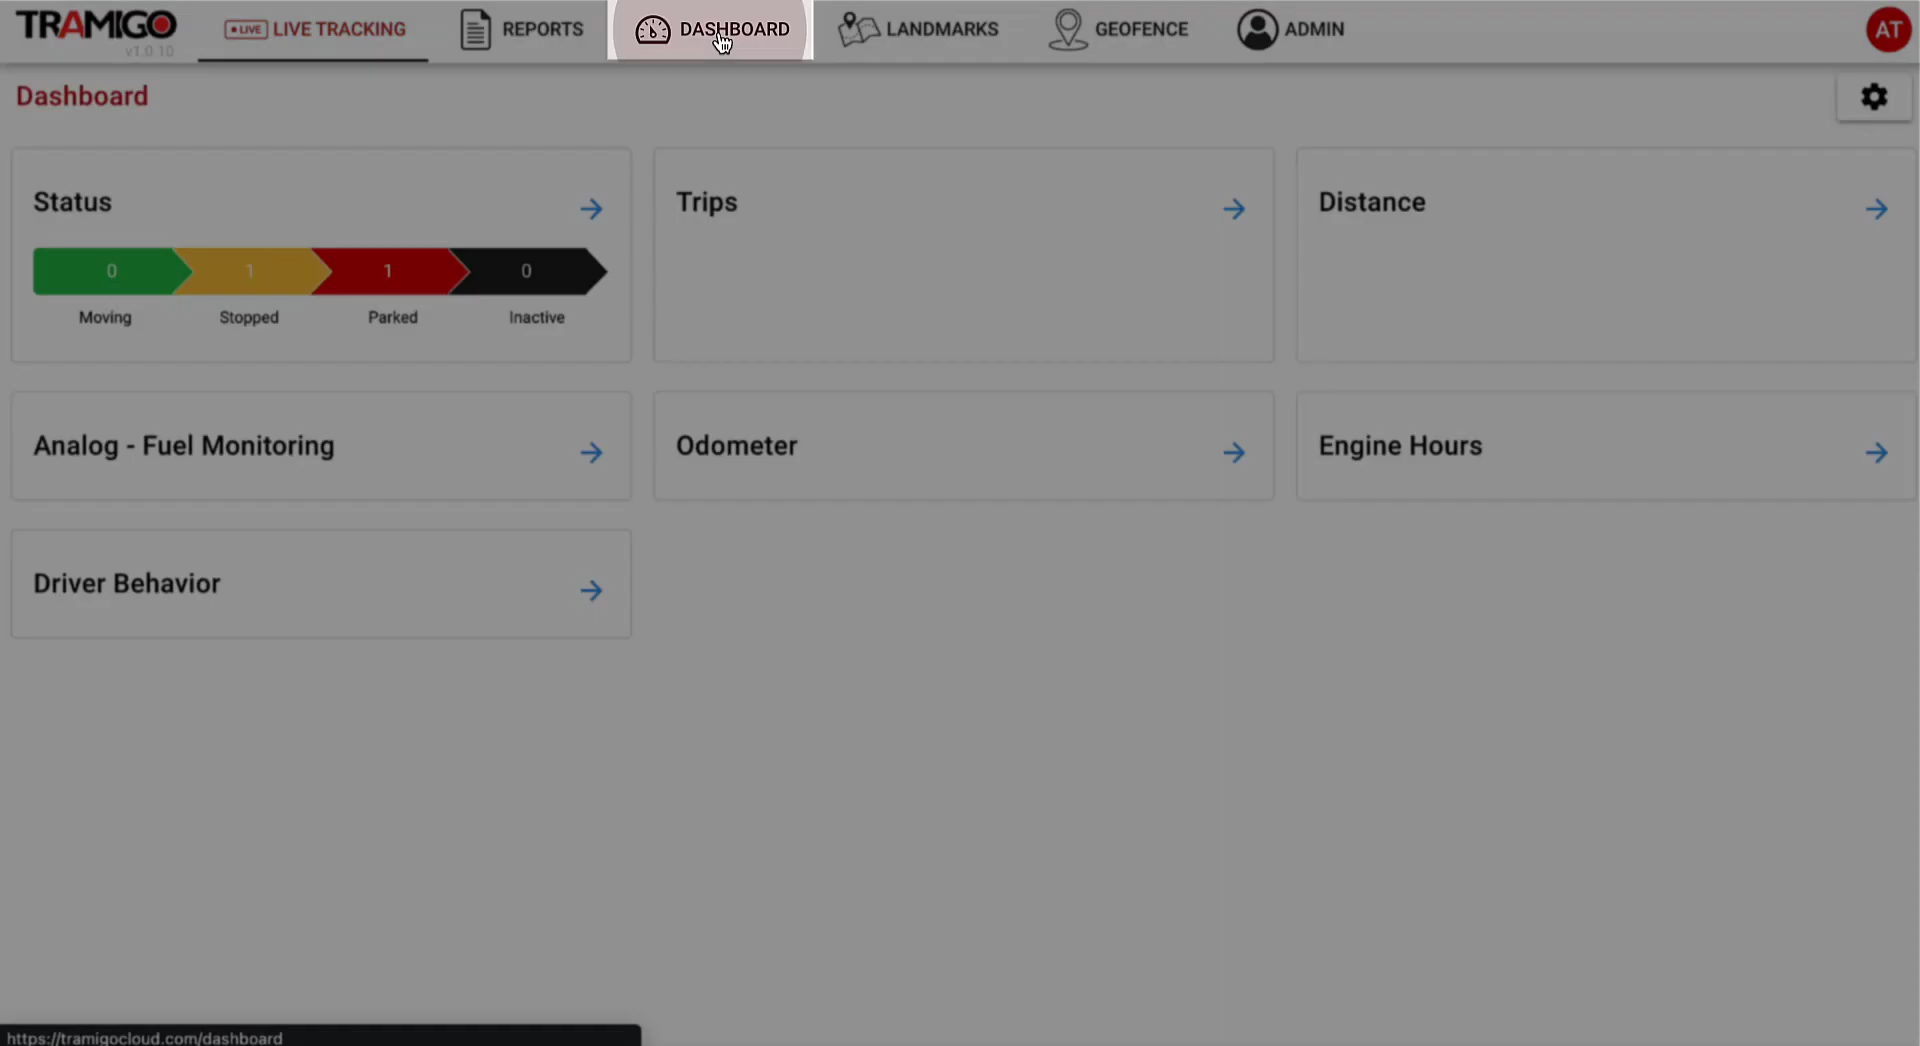 TRAMIGO
v1.0.10
LIVE LIVE TRACKING
REPORTS
DASHBOARD
LANDMARKS
GEOFENCE
ADMIN
AT
Dashboard
Status
0 1 1 0
Moving Stopped Parked Inactive
Trips
Distance
Analog - Fuel Monitoring
Odometer
Engine Hours
Driver Behavior
https://tramigocloud.com/dashboard